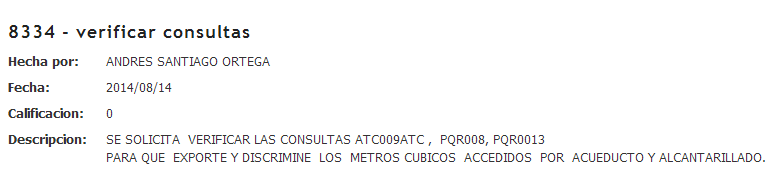 8334 - verificar consultas
Hecha por: ANDRES SANTIAGO ORTEGA
Fecha: 2014/08/14
Calificacion: 0
Descripcion: SE SOLICITA VERIFICAR LAS CONSULTAS ATC009ATC , PQR008, PQR0013
PARA QUE EXPORTE Y DISCRIMINE LOS METROS CUBICOS ACCEDIDOS POR ACUEDUCTO Y ALCANTARILLADO.